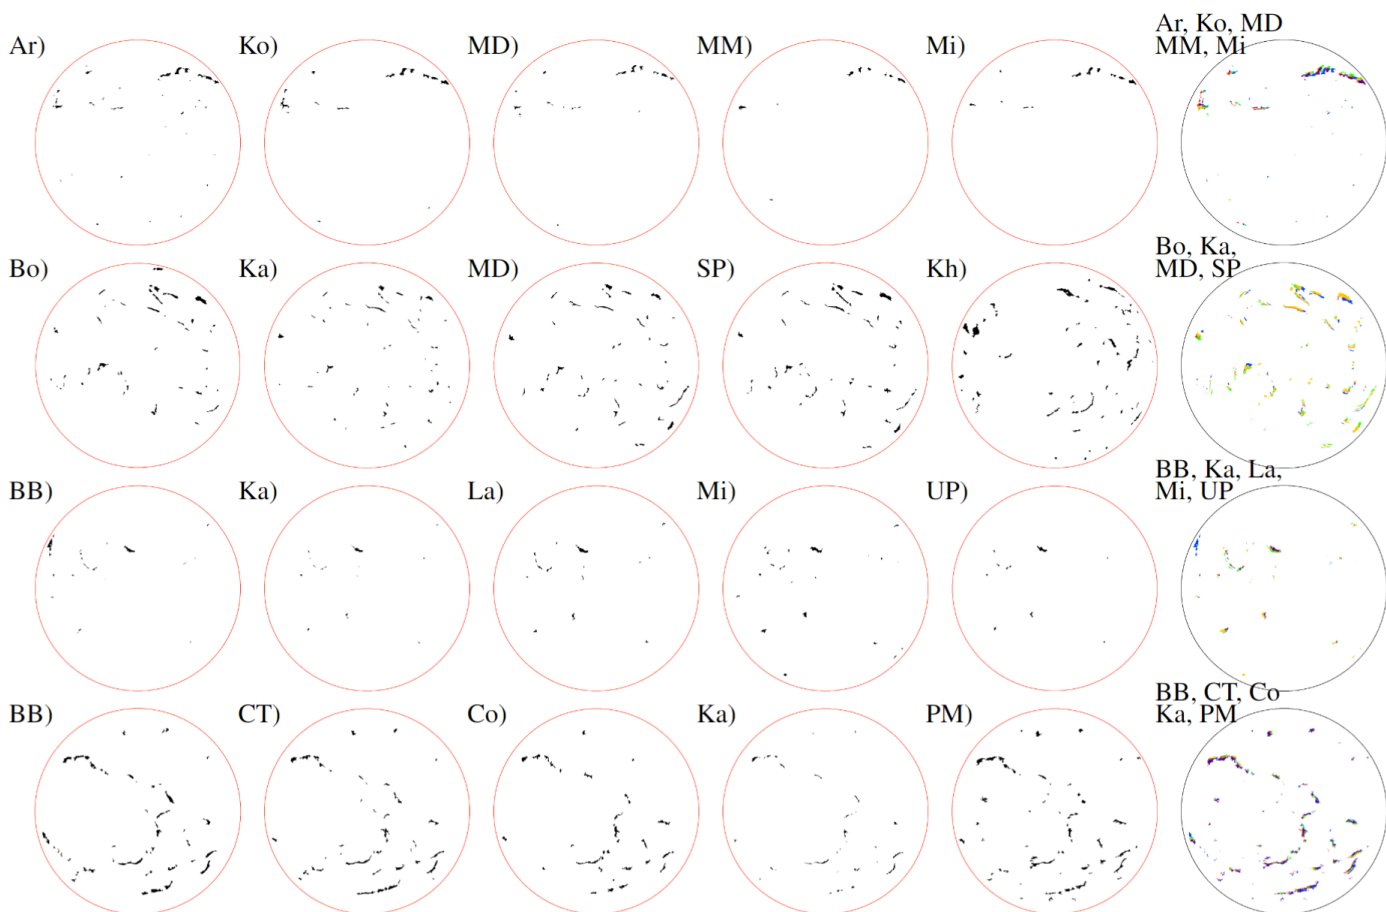 Ar)
Ko)
MD)
MM)
Mi)
Ar, Ko, MD
MM, Mi
Bo)
Ka)
MD)
SP)
Kh)
Bo, Ka,
MD, SP
BB)
Ka)
La)
Mi)
UP)
BB, Ka, La,
Mi, UP
BB)
CT)
Co)
Ka)
PM)
BB, CT, Co
Ka, PM